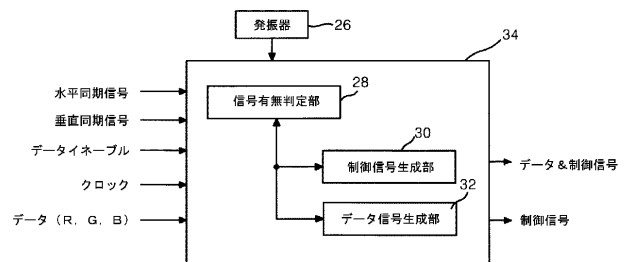 発振器
26
34
水平同期信号
垂直同期信号
データイネーブル
クロック
データ（R，G，B）
信号有無判定部
28
30
制御信号生成部
32
データ信号生成部
データ＆制御信号
制御信号